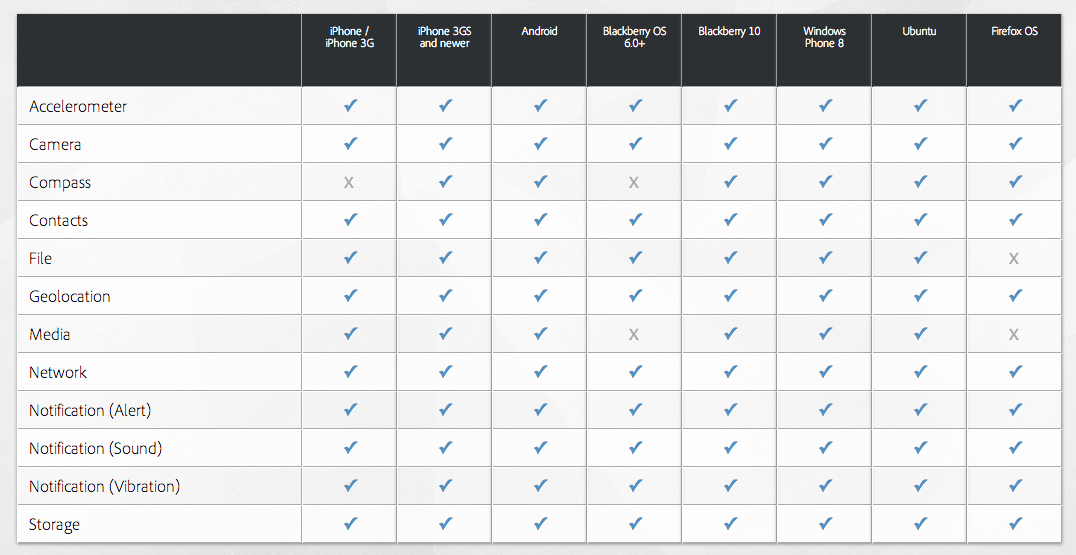 iPhone / iPhone 3G iPhone 3GS and newer Android Blackberry OS 6.0+ Blackberry 10 Windows Phone 8 Ubuntu Firefox OS
Accelerometer ✓ ✓ ✓ ✓ ✓ ✓ ✓ ✓
Camera ✓ ✓ ✓ ✓ ✓ ✓ ✓ ✓
Compass X ✓ ✓ X ✓ ✓ ✓ ✓
Contacts ✓ ✓ ✓ ✓ ✓ ✓ ✓ ✓
File ✓ ✓ ✓ ✓ ✓ ✓ ✓ X
Geolocation ✓ ✓ ✓ ✓ ✓ ✓ ✓ ✓
Media ✓ ✓ ✓ X ✓ ✓ ✓ X
Network ✓ ✓ ✓ ✓ ✓ ✓ ✓ ✓
Notification (Alert) ✓ ✓ ✓ ✓ ✓ ✓ ✓ ✓
Notification (Sound) ✓ ✓ ✓ ✓ ✓ ✓ ✓ ✓
Notification (Vibration) ✓ ✓ ✓ ✓ ✓ ✓ ✓ ✓
Storage ✓ ✓ ✓ ✓ ✓ ✓ ✓ ✓